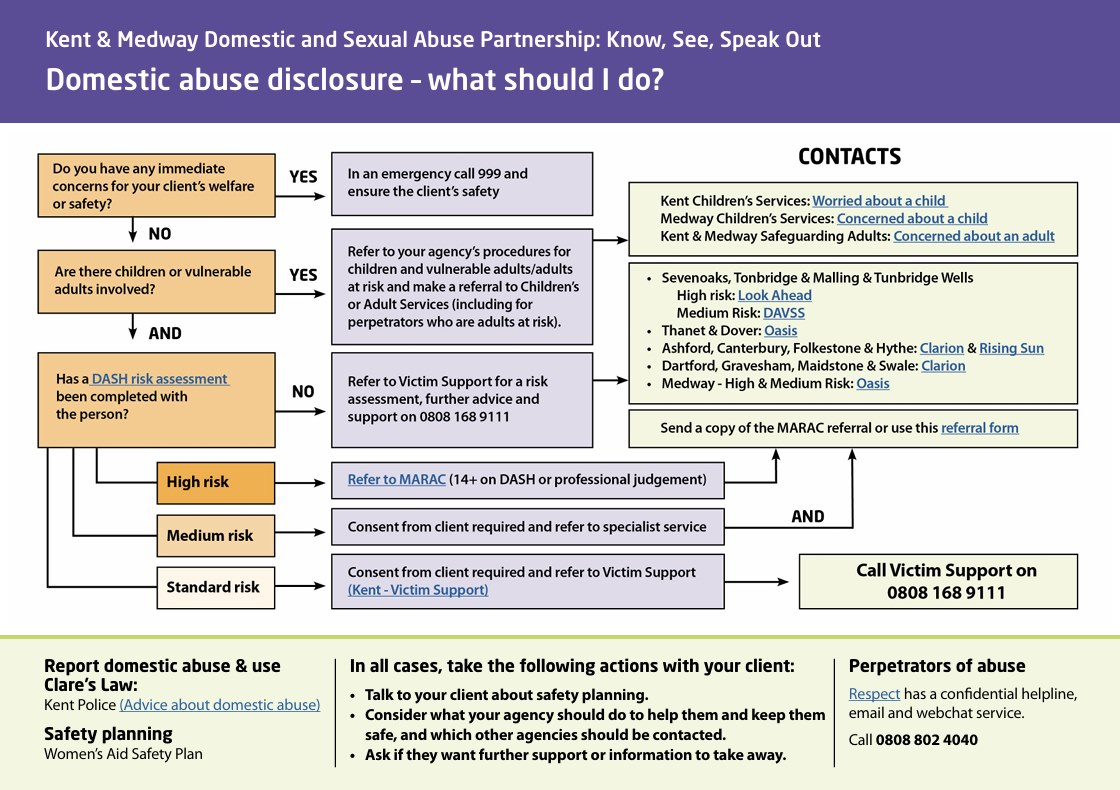 Kent & Medway Domestic and Sexual Abuse Partnership: Know, See, Speak Out
Domestic abuse disclosure – what should I do?
Do you have any immediate
concerns for your client's welfare
or safety?
YES
In an emergency call 999 and
ensure the client's safety
NO
Are there children or vulnerable
adults involved?
YES
Refer to your agency's procedures for
children and vulnerable adults/adults
at risk and make a referral to Children's
or Adult Services (including for
perpetrators who are adults at risk).
AND
Has a DASH risk assessment
been completed with
the person?
NO
Refer to Victim Support for a risk
assessment, further advice and
support on 0808 168 9111
CONTACTS
Kent Children's Services: Worried about a child
Medway Children's Services: Concerned about a child
Kent & Medway Safeguarding Adults: Concerned about an adult
• Sevenoaks, Tonbridge & Malling & Tunbridge Wells
High risk: Look Ahead
Medium Risk: DAVSS
• Thanet & Dover: Oasis
• Ashford, Canterbury, Folkestone & Hythe: Clarion & Rising Sun
• Dartford, Gravesham, Maidstone & Swale: Clarion
• Medway - High & Medium Risk: Oasis
Send a copy of the MARAC referral or use this referral form
High risk
Refer to MARAC (14+ on DASH or professional judgement)
Medium risk
Consent from client required and refer to specialist service
AND
Standard risk
Consent from client required and refer to Victim Support
(Kent - Victim Support)
Call Victim Support on
0808 168 9111
Report domestic abuse & use
Clare's Law:
Kent Police (Advice about domestic abuse)
Safety planning
Women's Aid Safety Plan
In all cases, take the following actions with your client:
• Talk to your client about safety planning.
• Consider what your agency should do to help them and keep them
safe, and which other agencies should be contacted.
• Ask if they want further support or information to take away.
Perpetrators of abuse
Respect has a confidential helpline,
email and webchat service.
Call 0808 802 4040